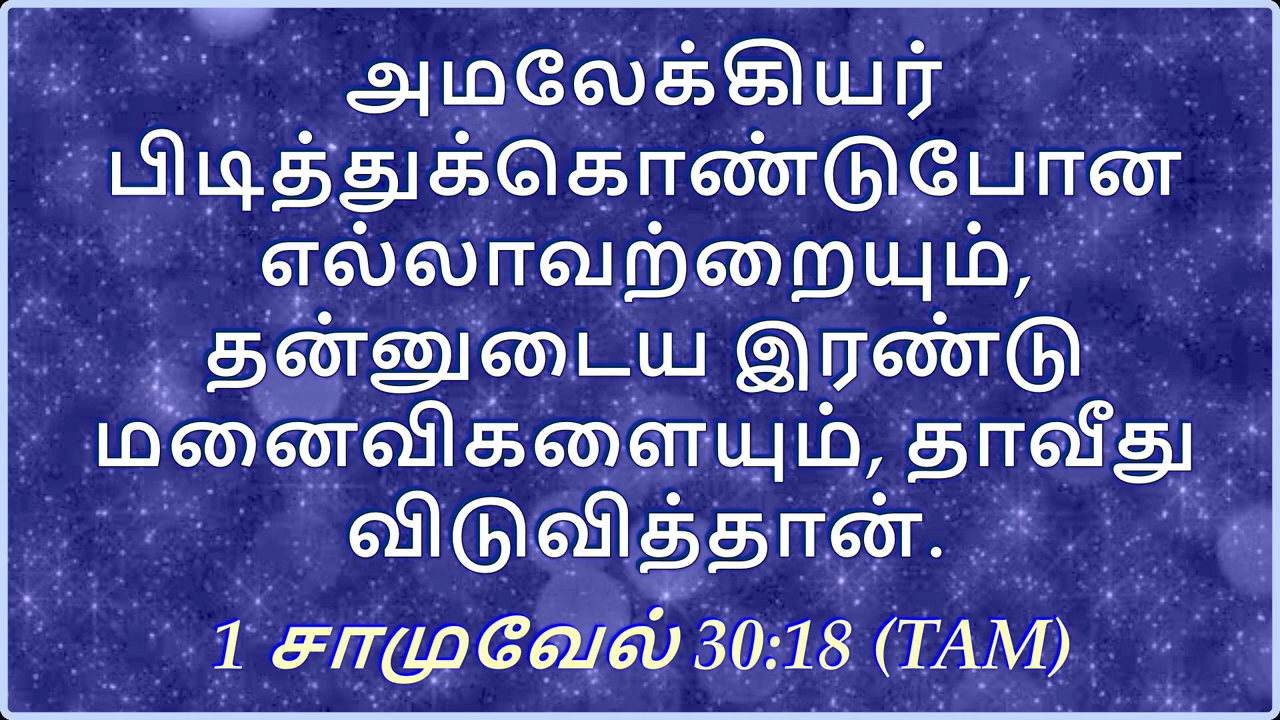 அமலேக்கியர்
பிடித்துக்கொண்டுபோன
எல்லாவற்றையும்,
தன்னுடைய இரண்டு
மனைவிகளையும், தாவீது
விடுவித்தான்.
1 சாமுவேல் 30:18 (TAM)